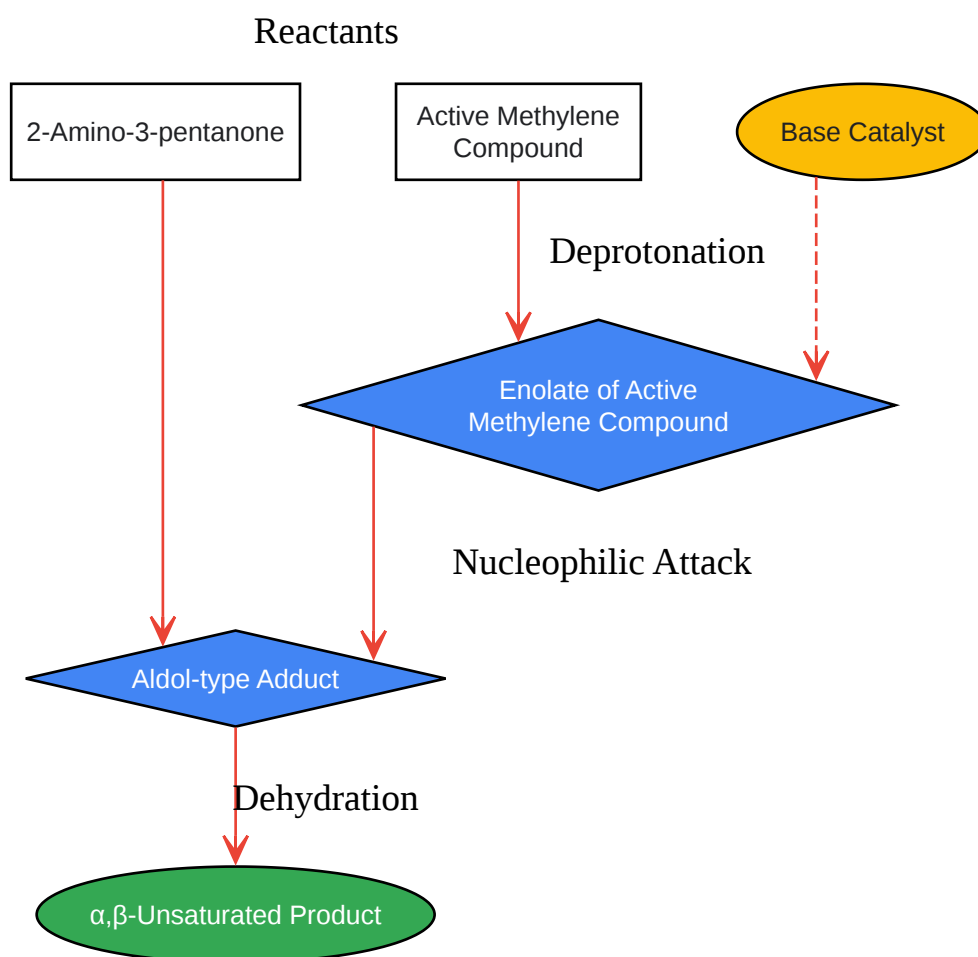 Reactants
2-Amino-3-pentanone
Active Methylene
Compound
Base Catalyst
Deprotonation
Enolate of Active
Methylene Compound
Nucleophilic Attack
Aldol-type Adduct
Dehydration
α,β-Unsaturated Product